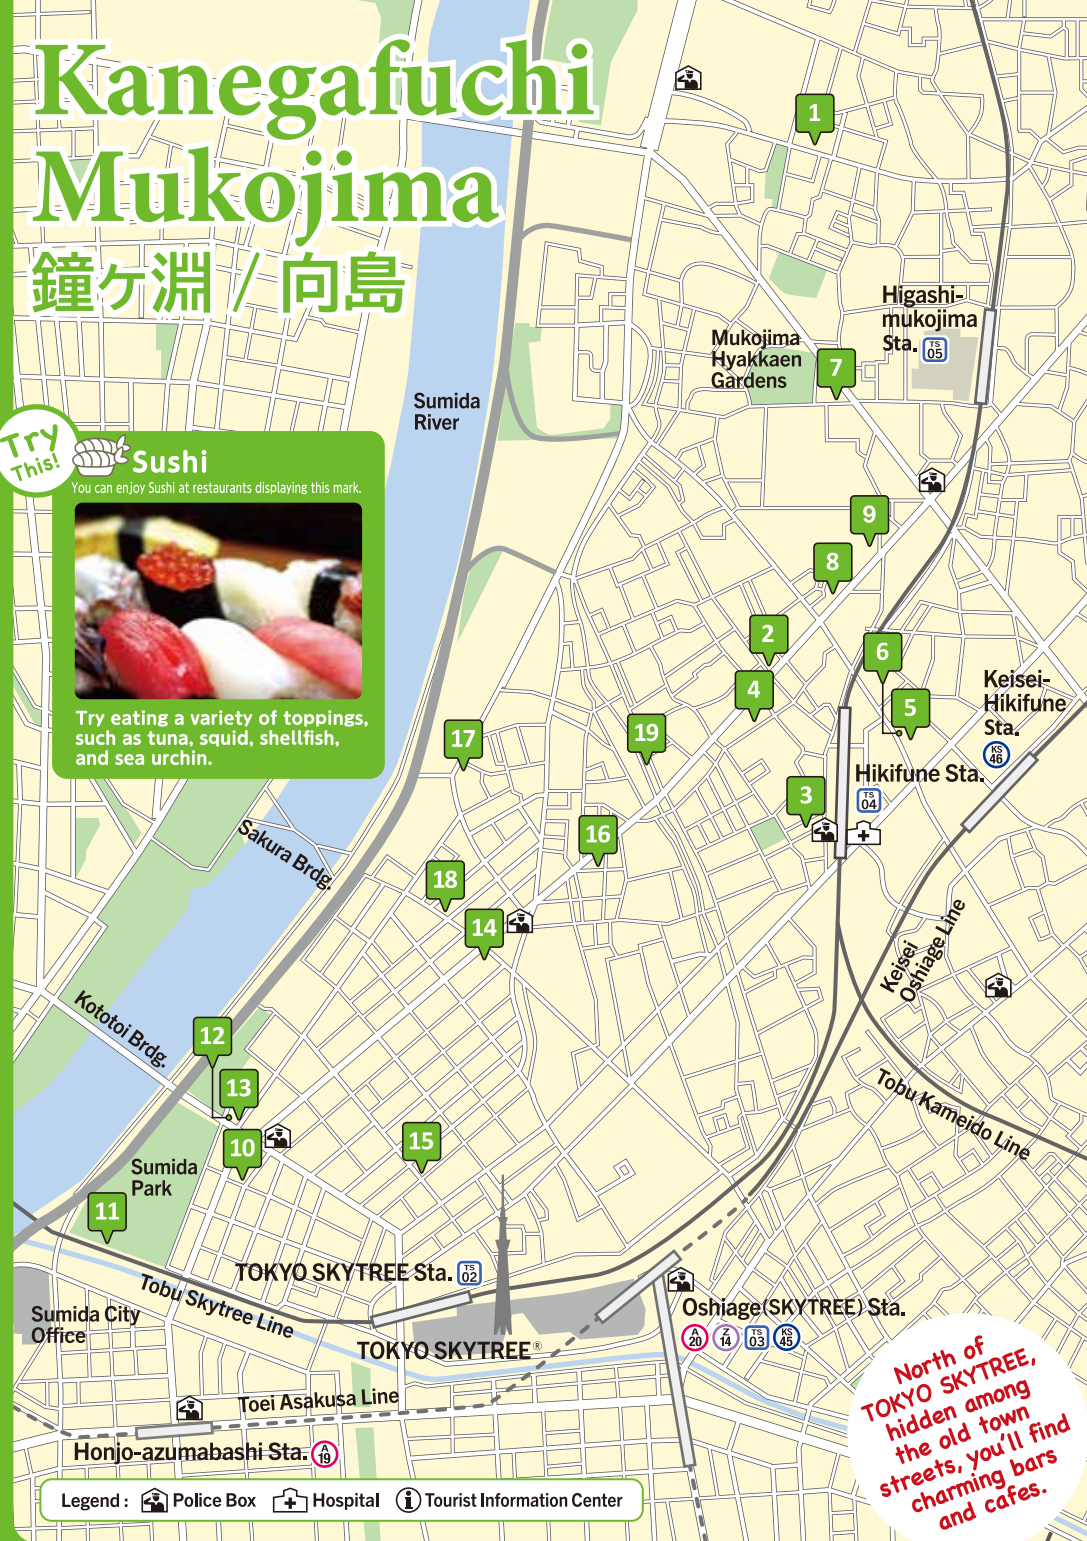 Kanegafuchi
Mukojima
鐘ヶ淵 / 向島
1
Higashi-
mukojima
Sta. TS 05
Mukojima
Hyakkaen
Gardens
7
Sumida
River
Try
This!
Sushi
You can enjoy Sushi at restaurants displaying this mark.
Try eating a variety of toppings,
such as tuna, squid, shellfish,
and sea urchin.
9
8
2
6
4
5
Keisei-
Hikifune
Sta.
KS 46
17
19
Hikifune Sta.
TS 04
3
16
Sakura Brdg.
18
14
Keisei
Oshiage Line
Kototoi Brdg.
12
13
10
15
Tobu Kameido Line
Sumida
Park
11
TOKYO SKYTREE Sta. TS 02
Tobu Skytree Line
Sumida City
Office
Oshiage(SKYTREE) Sta.
A 20 Z 14 TS 03 KS 45
TOKYO SKYTREE®
Toei Asakusa Line
Honjo-azumabashi Sta. A 19
North of
TOKYO SKYTREE,
hidden among
the old town
streets, you'll find
charming bars
and cafes.
Legend : Police Box Hospital i Tourist Information Center